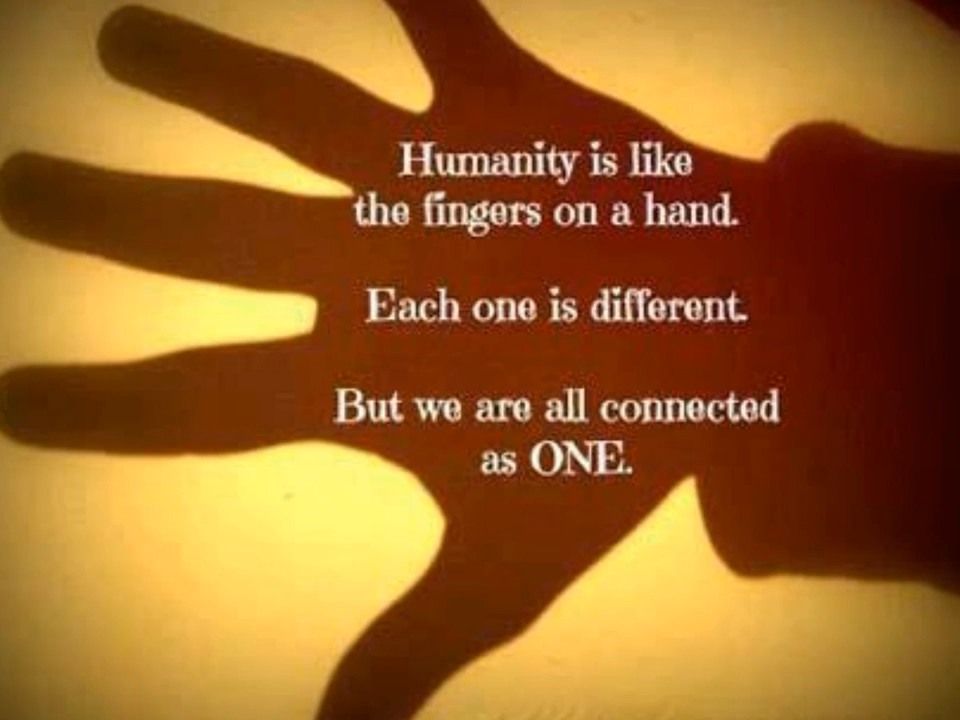 Humanity is like
the fingers on a hand.
Each one is different.
But we are all connected
as ONE.